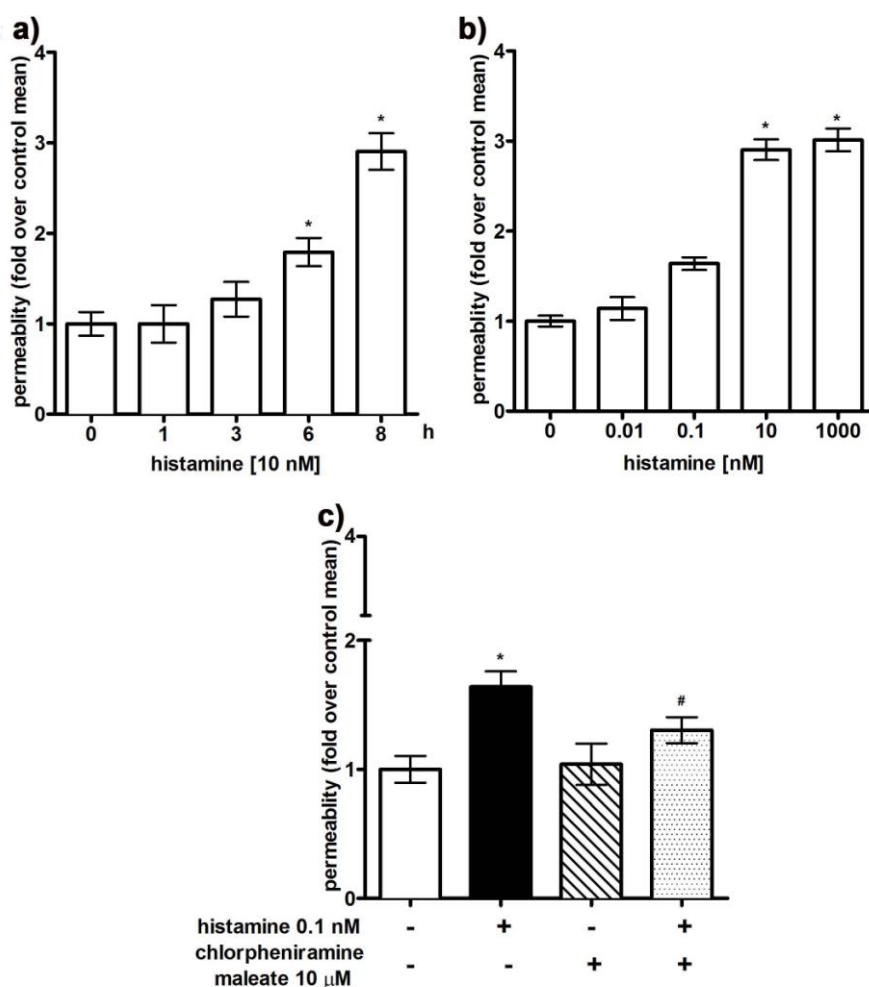 a)
permeablity (fold over control mean)
4
3
2
1
0
*
*
0 1 3 6 8 h
histamine [10 nM]
b)
permeablity (fold over control mean)
4
3
2
1
0
*
*
0 0.01 0.1 10 1000
histamine [nM]
c)
permeablity (fold over control mean)
4
2
1
0
*
#
histamine 0.1 nM - + - +
chlorpheniramine
maleate 10 μM - - + +